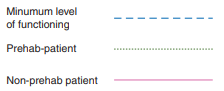 Minumum level
of functioning
Prehab-patient
Non-prehab patient